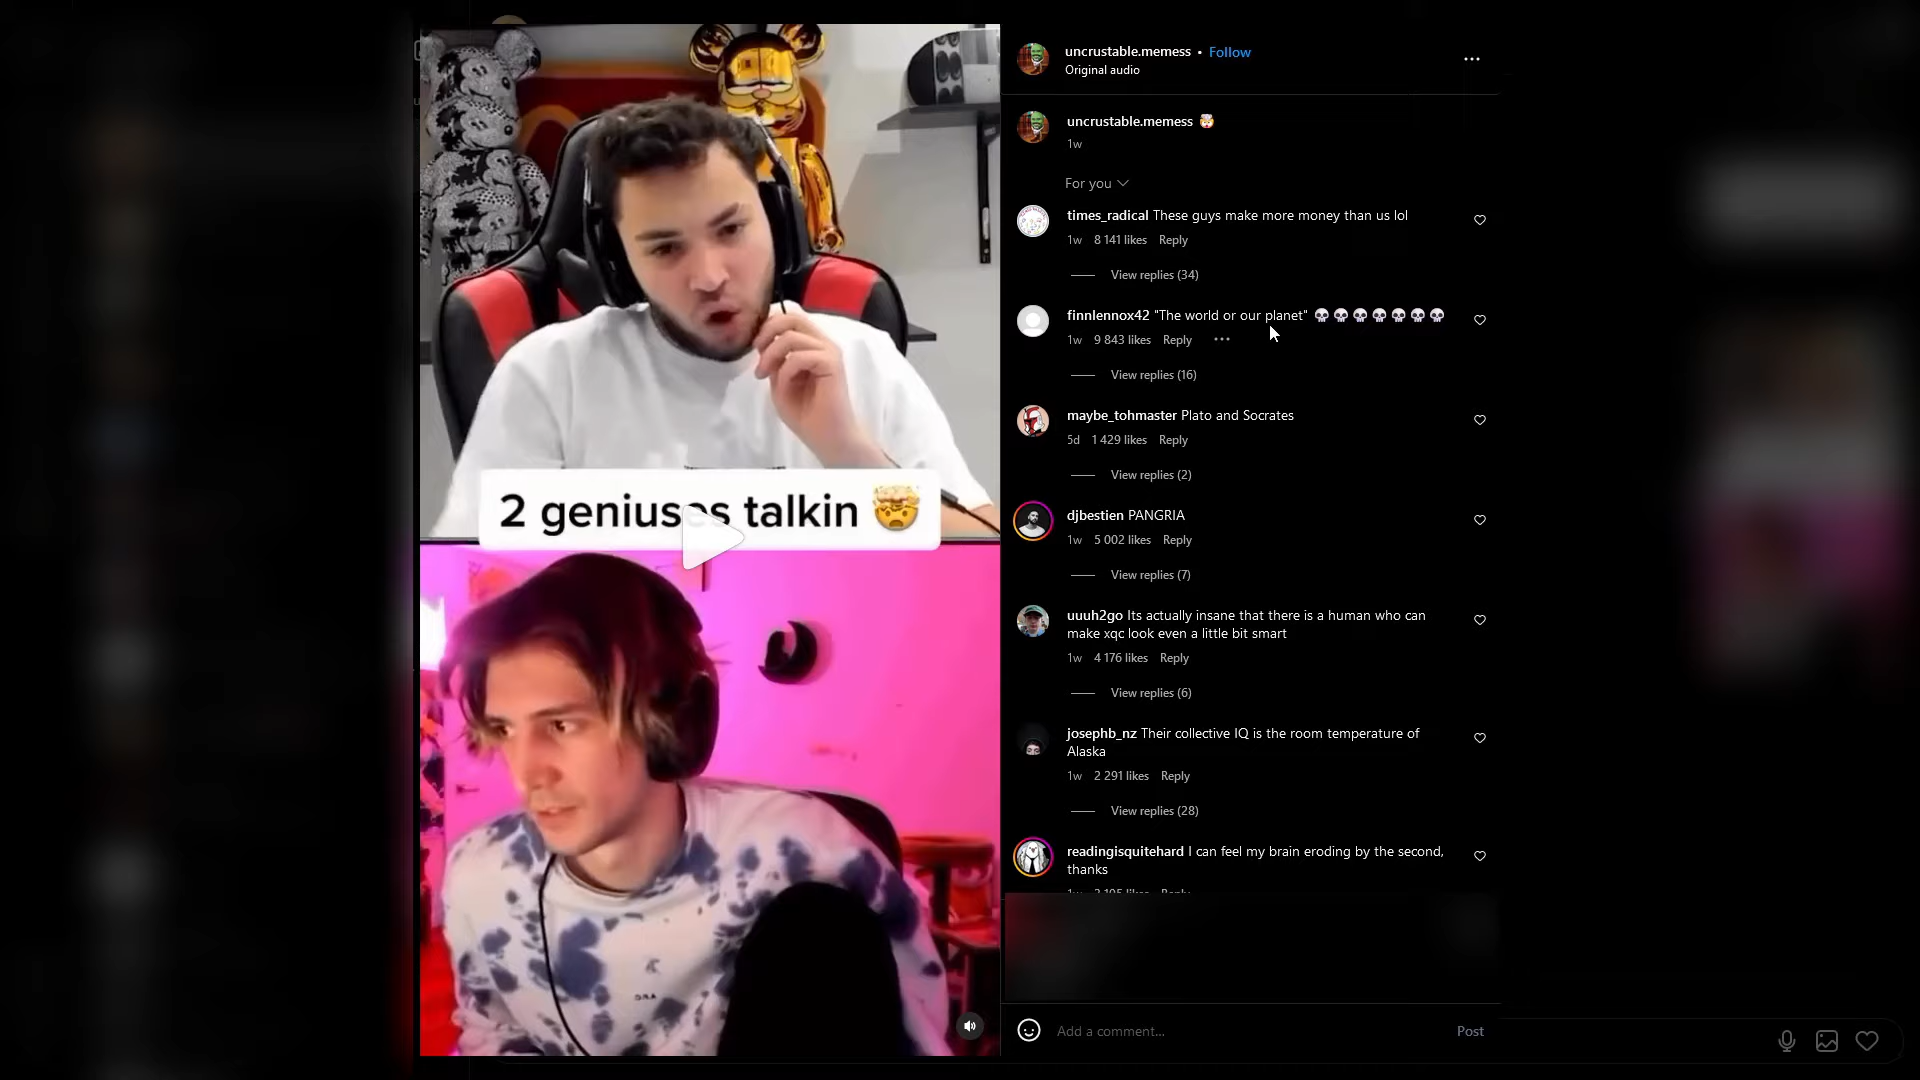 2 geniuses talkin 🤯
uncrustable.memess • Follow
Original audio
uncrustable.memess 🤯
1w
For you
times_radical These guys make more money than us lol
1w 8 141 likes Reply
View replies (34)
finnlennox42 "The world or our planet" 💀💀💀💀💀💀💀
1w 9 843 likes Reply •••
View replies (16)
maybe_tohmaster Plato and Socrates
5d 1 429 likes Reply
View replies (2)
djbestien PANGRIA
1w 5 002 likes Reply
View replies (7)
uuuh2go Its actually insane that there is a human who can
make xqc look even a little bit smart
1w 4 176 likes Reply
View replies (6)
josephb_nz Their collective IQ is the room temperature of
Alaska
1w 2 291 likes Reply
View replies (28)
readingisquitehard I can feel my brain eroding by the second,
thanks
Add a comment... Post